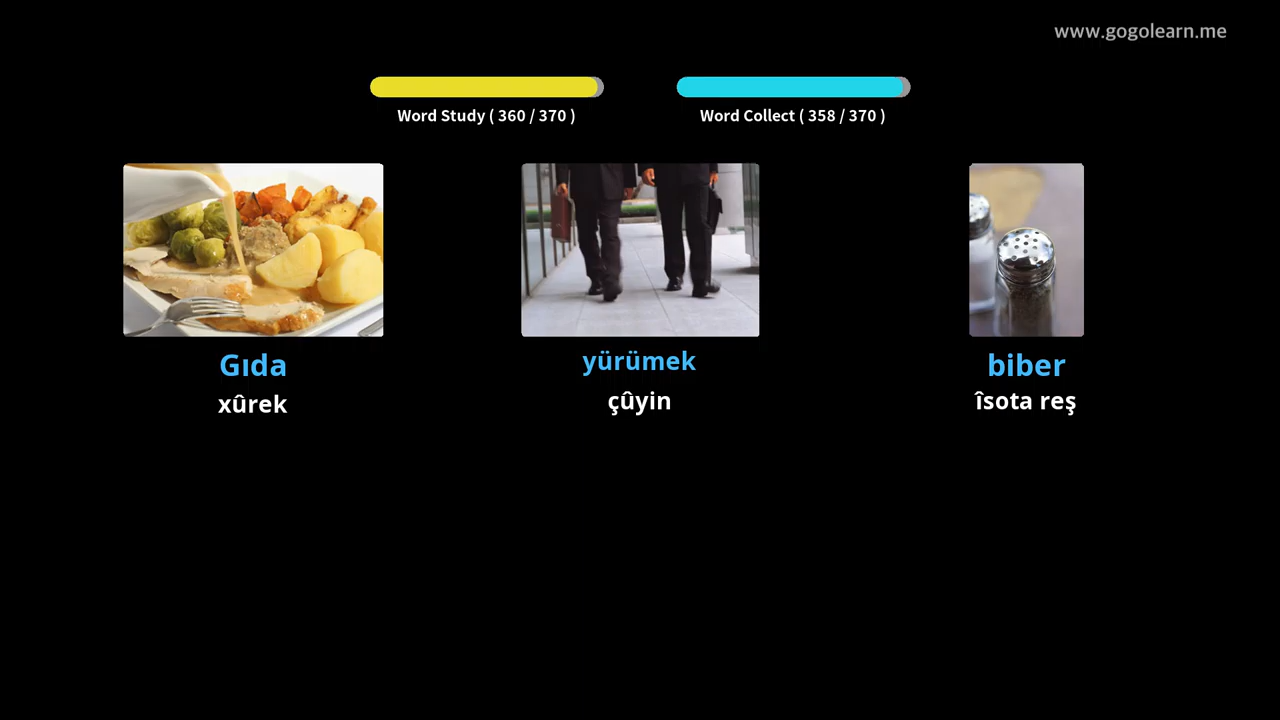 www.gogolearn.me
Word Study ( 360 / 370 )
Word Collect ( 358 / 370 )
Gıda
xûrek
yürümek
çûyin
biber
îsota reş